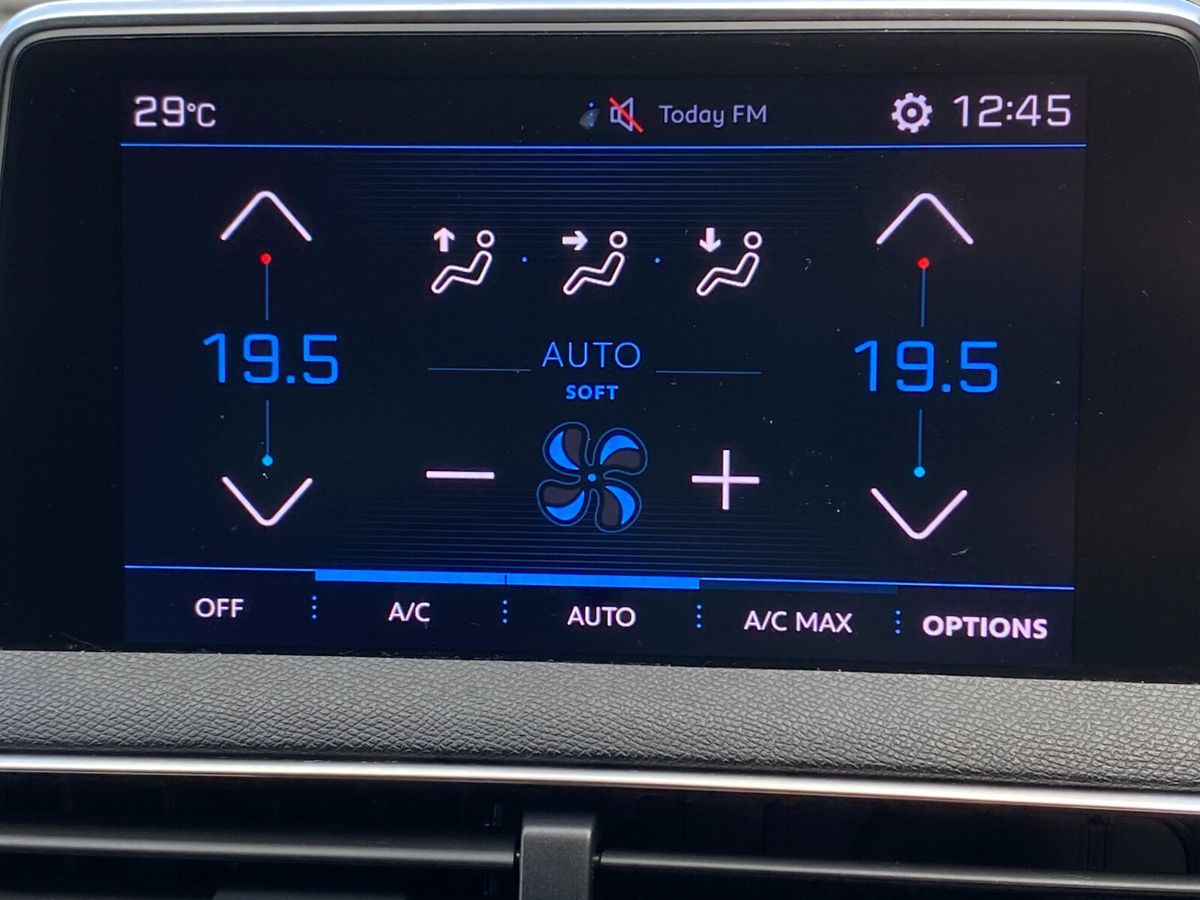 29°C Today FM 12:45
19.5 19.5
AUTO
SOFT
OFF A/C AUTO A/C MAX OPTIONS